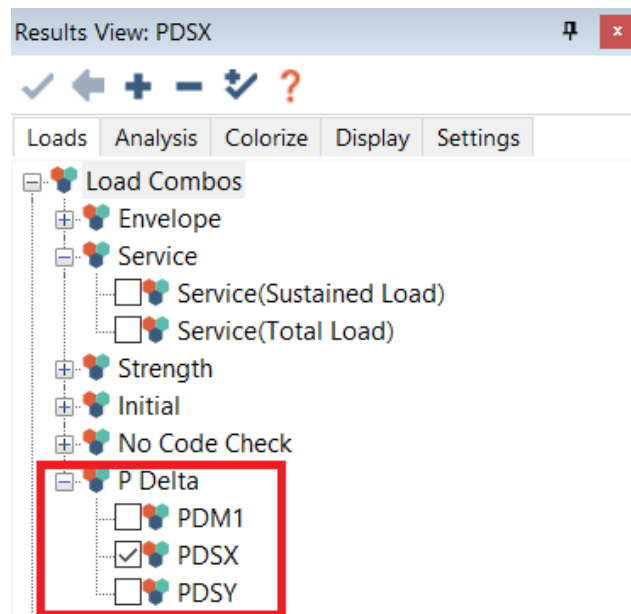 Results View: PDSX
Loads Analysis Colorize Display Settings
Load Combos
Envelope
Service
Service(Sustained Load)
Service(Total Load)
Strength
Initial
No Code Check
P Delta
PDM1
PDSX
PDSY